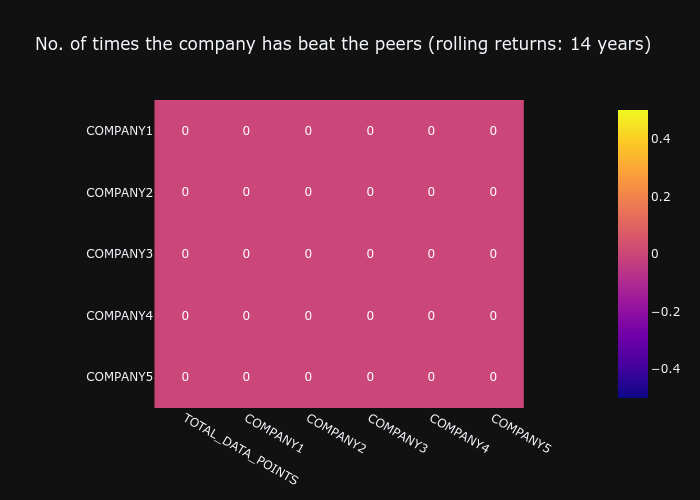 No. of times the company has beat the peers (rolling returns: 14 years)
COMPANY1 0 0 0 0 0 0
COMPANY2 0 0 0 0 0 0
COMPANY3 0 0 0 0 0 0
COMPANY4 0 0 0 0 0 0
COMPANY5 0 0 0 0 0 0
TOTAL_DATA_POINTS COMPANY1 COMPANY2 COMPANY3 COMPANY4 COMPANY5
0.4
0.2
0
−0.2
−0.4